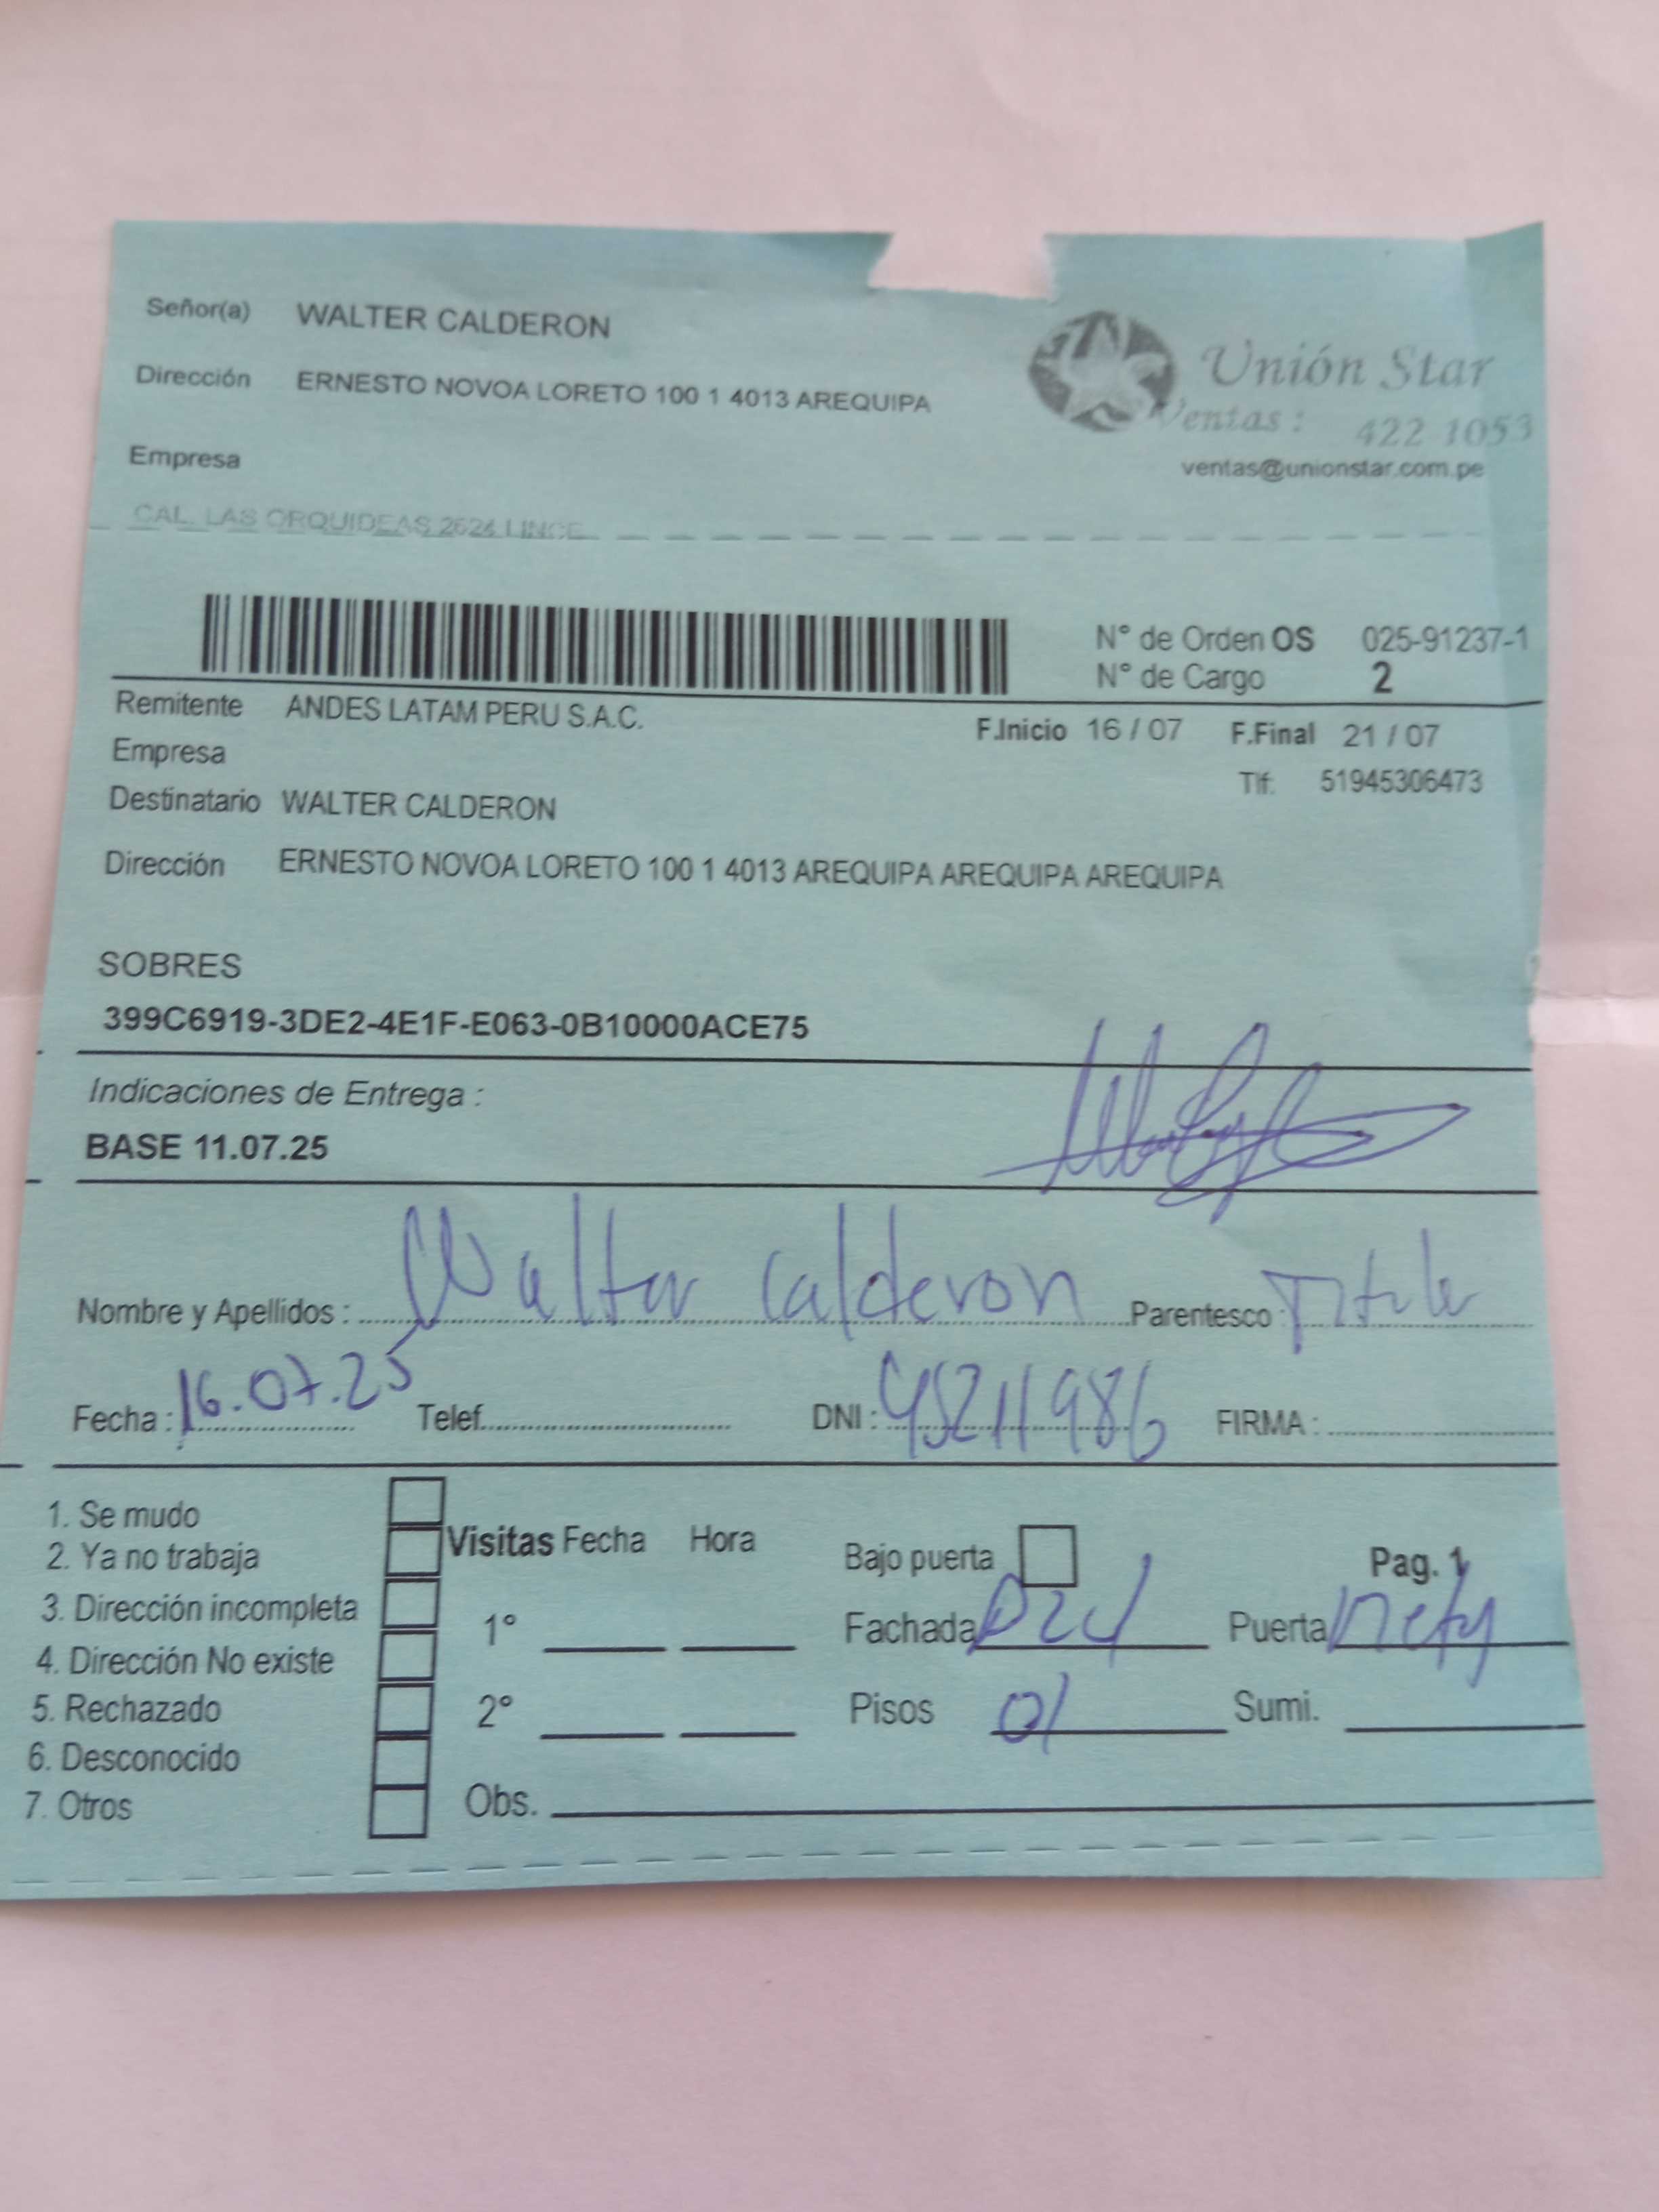 Señor(a) WALTER CALDERON
Dirección ERNESTO NOVOA LORETO 100 1 4013 AREQUIPA
Empresa
CAL. LAS ORQUIDEAS 2624 LINCE
Unión Star
Ventas : 422 1053
ventas@unionstar.com.pe
N° de Orden OS 025-91237-1
N° de Cargo 2
Remitente ANDES LATAM PERU S.A.C.
F.Inicio 16 / 07 F.Final 21 / 07
Empresa
Tlf: 51945306473
Destinatario WALTER CALDERON
Dirección ERNESTO NOVOA LORETO 100 1 4013 AREQUIPA AREQUIPA AREQUIPA
SOBRES
399C6919-3DE2-4E1F-E063-0B10000ACE75
Indicaciones de Entrega :
BASE 11.07.25
Nombre y Apellidos : Walter Calderon Parentesco :
Fecha : 16.07.25 Telef. DNI : 45211986 FIRMA :
1. Se mudo
2. Ya no trabaja
3. Dirección incompleta
4. Dirección No existe
5. Rechazado
6. Desconocido
7. Otros
Visitas Fecha Hora
1°
2°
Obs.
Bajo puerta Pag. 1
Fachada Puerta
Pisos 01 Sumi.